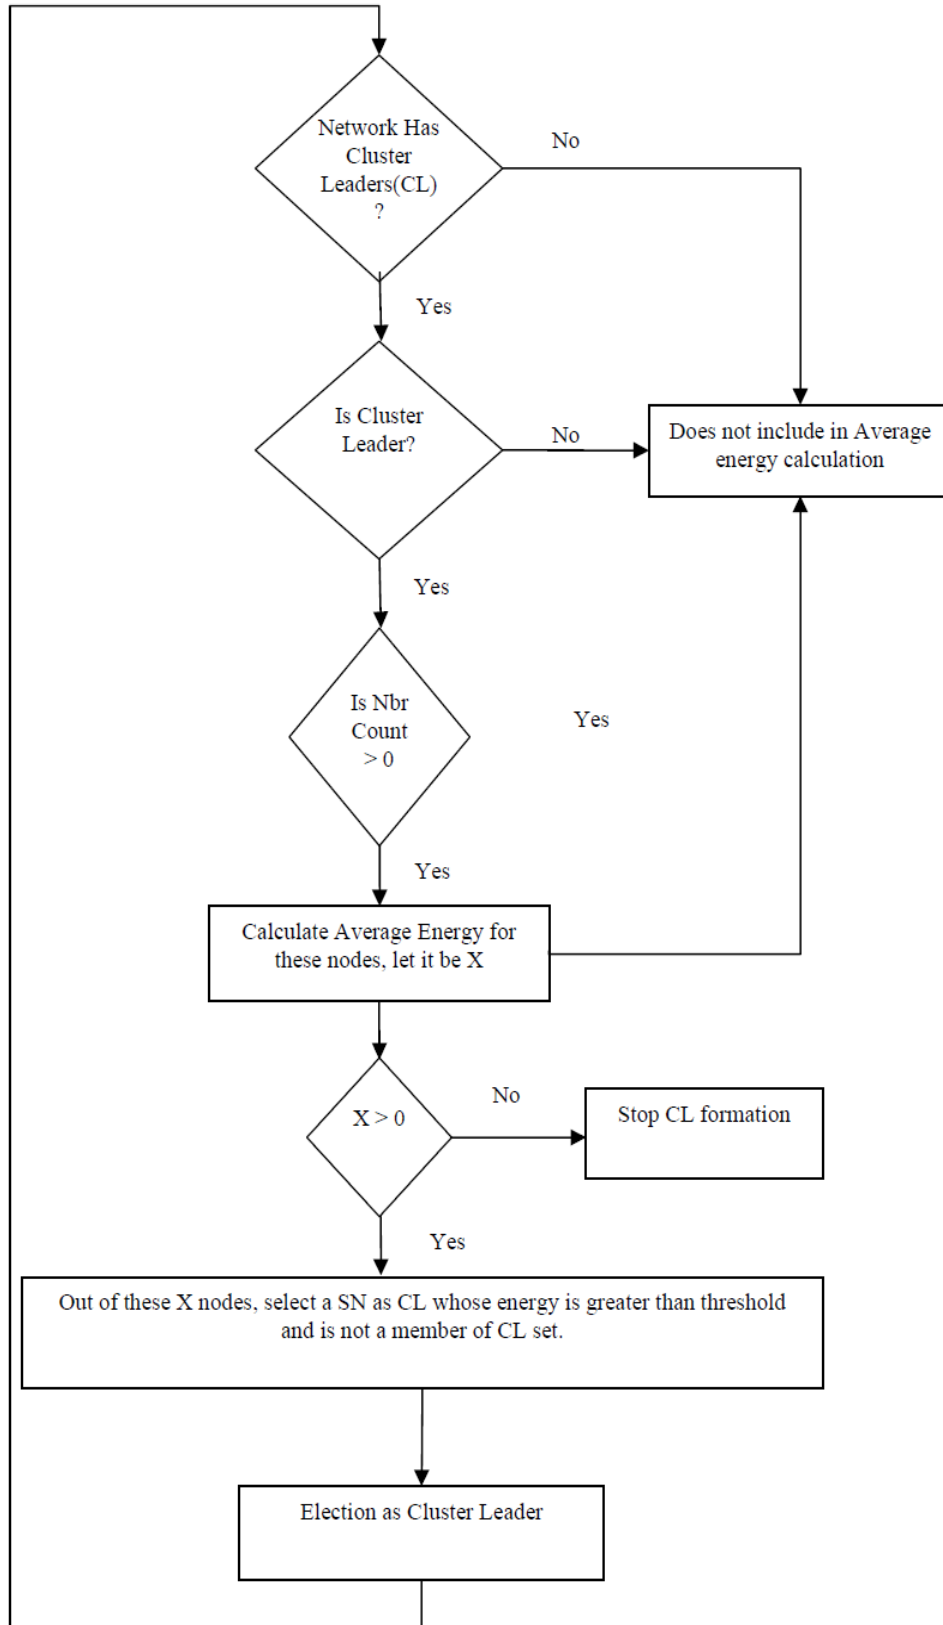 Network Has
Cluster
Leaders(CL)
?
No
Yes
Is Cluster
Leader?
No
Does not include in Average
energy calculation
Yes
Is Nbr
Count
> 0
Yes
Yes
Calculate Average Energy for
these nodes, let it be X
X > 0
No
Stop CL formation
Yes
Out of these X nodes, select a SN as CL whose energy is greater than threshold
and is not a member of CL set.
Election as Cluster Leader